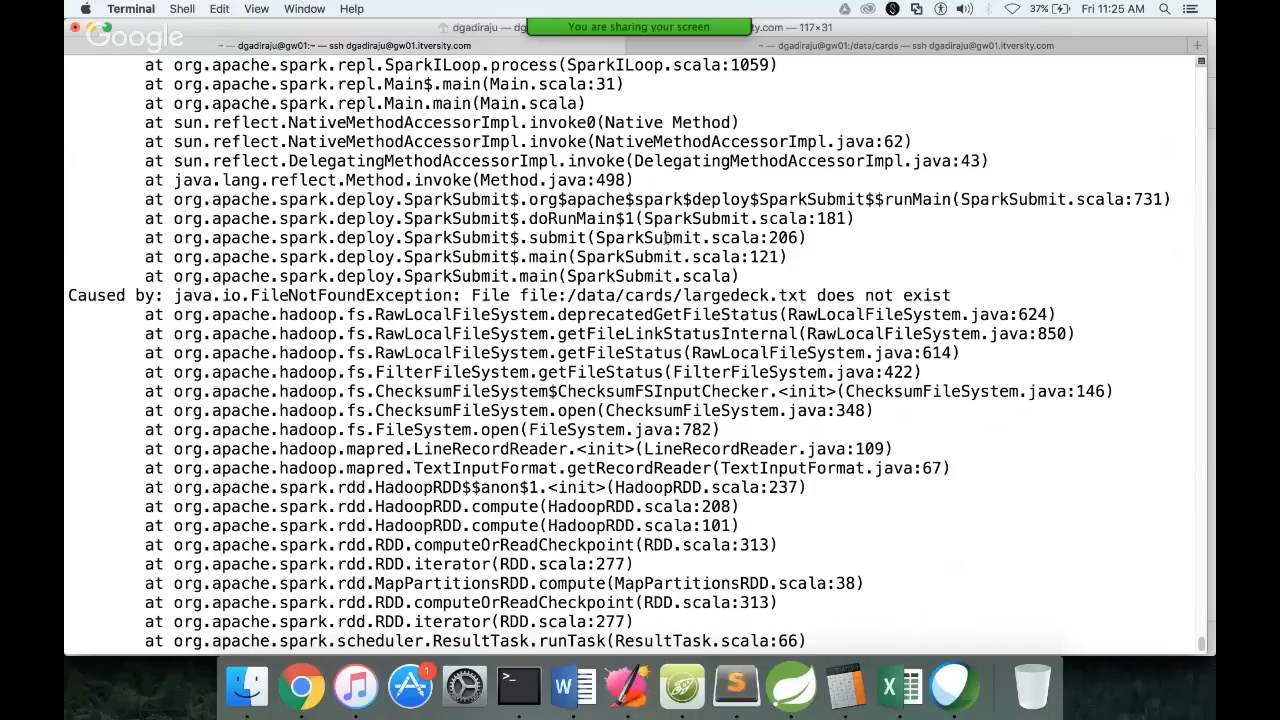 Terminal Shell Edit View Window Help 37% Fri 11:25 AM
dgadiraju — dg You are sharing your screen y.com — 117×31
Google
~ — dgadiraju@gw01:~ — ssh dgadiraju@gw01.itversity.com ~ — dgadiraju@gw01:/data/cards — ssh dgadiraju@gw01.itversity.com +
at org.apache.spark.repl.SparkILoop.process(SparkILoop.scala:1059)
at org.apache.spark.repl.Main$.main(Main.scala:31)
at org.apache.spark.repl.Main.main(Main.scala)
at sun.reflect.NativeMethodAccessorImpl.invoke0(Native Method)
at sun.reflect.NativeMethodAccessorImpl.invoke(NativeMethodAccessorImpl.java:62)
at sun.reflect.DelegatingMethodAccessorImpl.invoke(DelegatingMethodAccessorImpl.java:43)
at java.lang.reflect.Method.invoke(Method.java:498)
at org.apache.spark.deploy.SparkSubmit$.org$apache$spark$deploy$SparkSubmit$$runMain(SparkSubmit.scala:731)
at org.apache.spark.deploy.SparkSubmit$.doRunMain$1(SparkSubmit.scala:181)
at org.apache.spark.deploy.SparkSubmit$.submit(SparkSubmit.scala:206)
at org.apache.spark.deploy.SparkSubmit$.main(SparkSubmit.scala:121)
at org.apache.spark.deploy.SparkSubmit.main(SparkSubmit.scala)
Caused by: java.io.FileNotFoundException: File file:/data/cards/largedeck.txt does not exist
at org.apache.hadoop.fs.RawLocalFileSystem.deprecatedGetFileStatus(RawLocalFileSystem.java:624)
at org.apache.hadoop.fs.RawLocalFileSystem.getFileLinkStatusInternal(RawLocalFileSystem.java:850)
at org.apache.hadoop.fs.RawLocalFileSystem.getFileStatus(RawLocalFileSystem.java:614)
at org.apache.hadoop.fs.FilterFileSystem.getFileStatus(FilterFileSystem.java:422)
at org.apache.hadoop.fs.ChecksumFileSystem$ChecksumFSInputChecker.<init>(ChecksumFileSystem.java:146)
at org.apache.hadoop.fs.ChecksumFileSystem.open(ChecksumFileSystem.java:348)
at org.apache.hadoop.fs.FileSystem.open(FileSystem.java:782)
at org.apache.hadoop.mapred.LineRecordReader.<init>(LineRecordReader.java:109)
at org.apache.hadoop.mapred.TextInputFormat.getRecordReader(TextInputFormat.java:67)
at org.apache.spark.rdd.HadoopRDD$$anon$1.<init>(HadoopRDD.scala:237)
at org.apache.spark.rdd.HadoopRDD.compute(HadoopRDD.scala:208)
at org.apache.spark.rdd.HadoopRDD.compute(HadoopRDD.scala:101)
at org.apache.spark.rdd.RDD.computeOrReadCheckpoint(RDD.scala:313)
at org.apache.spark.rdd.RDD.iterator(RDD.scala:277)
at org.apache.spark.rdd.MapPartitionsRDD.compute(MapPartitionsRDD.scala:38)
at org.apache.spark.rdd.RDD.computeOrReadCheckpoint(RDD.scala:313)
at org.apache.spark.rdd.RDD.iterator(RDD.scala:277)
at org.apache.spark.scheduler.ResultTask.runTask(ResultTask.scala:66)
1